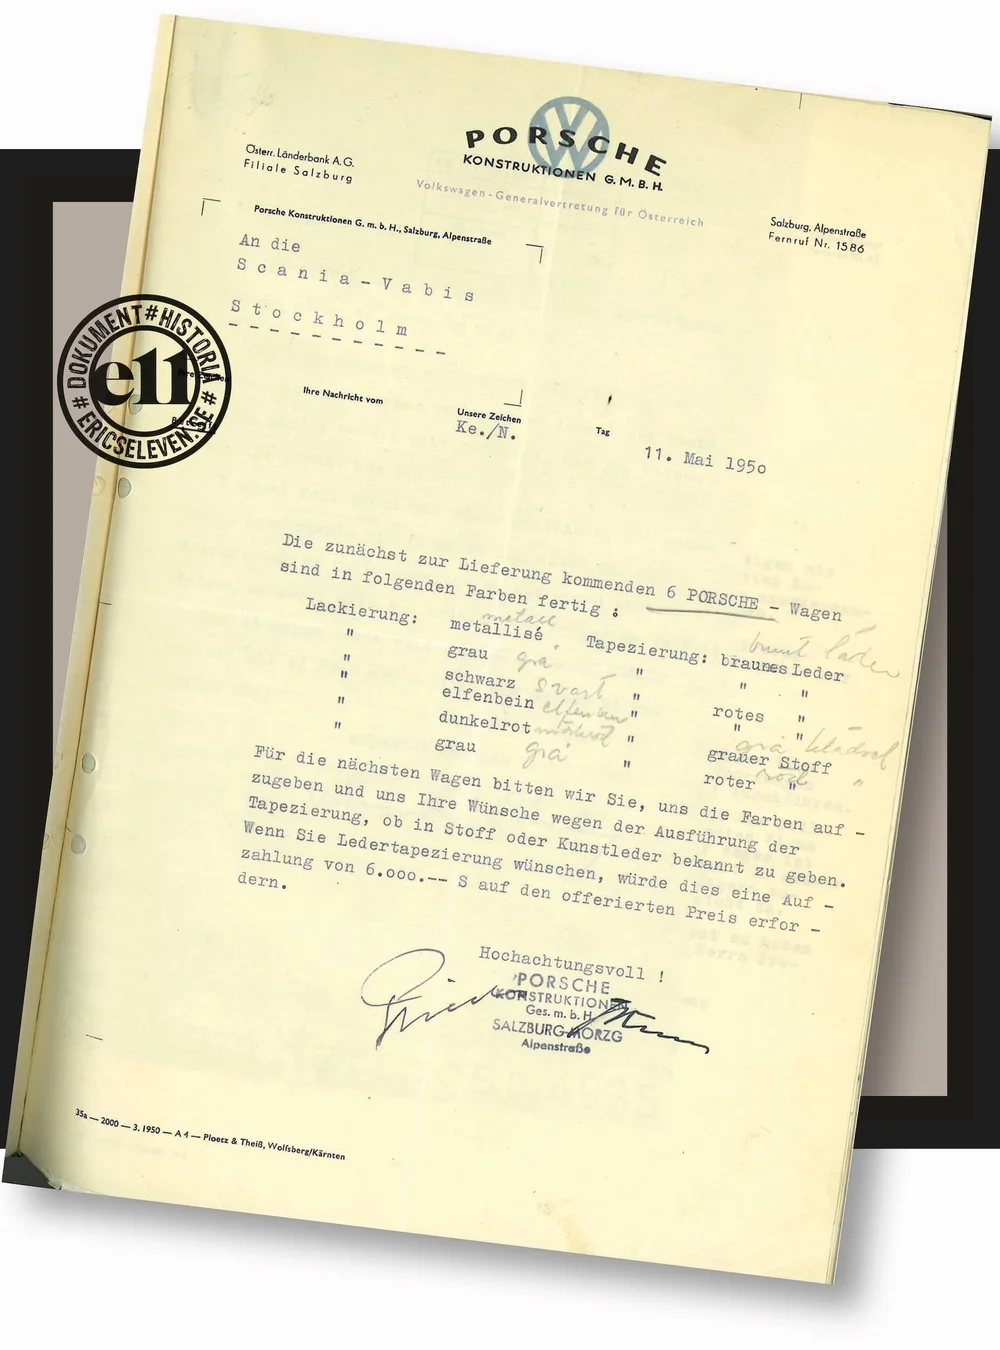 PORSCHE
KONSTRUKTIONEN G. M. B. H.
Volkswagen - Generalvertretung für Österreich
Österr. Länderbank A. G.
Filiale Salzburg
Salzburg, Alpenstraße
Fernruf Nr. 1586
Porsche Konstruktionen G. m. b. H., Salzburg, Alpenstraße
An die
Scania-Vabis
Stockholm
# DOKUMENT#HISTORIA # ERICSELEVEN.SE
e11
Ihre Nachricht vom
Unsere Zeichen
Ke./N.
Tag
11. Mai 1950
Die zunächst zur Lieferung kommenden 6 PORSCHE - Wagen
sind in folgenden Farben fertig :
metall
brunt läder
Lackierung: metallisé Tapezierung: braunes Leder
" grau grå " " "
" schwarz svart " rotes "
" elfenbein elfenben " " "
" dunkelrot mörkröd " grauer Stoff grå klädsel
" grau grå " roter " röd "
Für die nächsten Wagen bitten wir Sie, uns die Farben auf -
zugeben und uns Ihre Wünsche wegen der Ausführung der
Tapezierung, ob in Stoff oder Kunstleder bekannt zu geben.
Wenn Sie Ledertapezierung wünschen, würde dies eine Auf -
zahlung von 6.000.-- S auf den offerierten Preis erfor -
dern.
Hochachtungsvoll !
PORSCHE
KONSTRUKTIONEN
Ges. m. b. H.
SALZBURG-MORZG
Alpenstraße
35a — 2000 — 3. 1950 — A 4 — Ploetz & Theiß, Wolfsberg/Kärnten